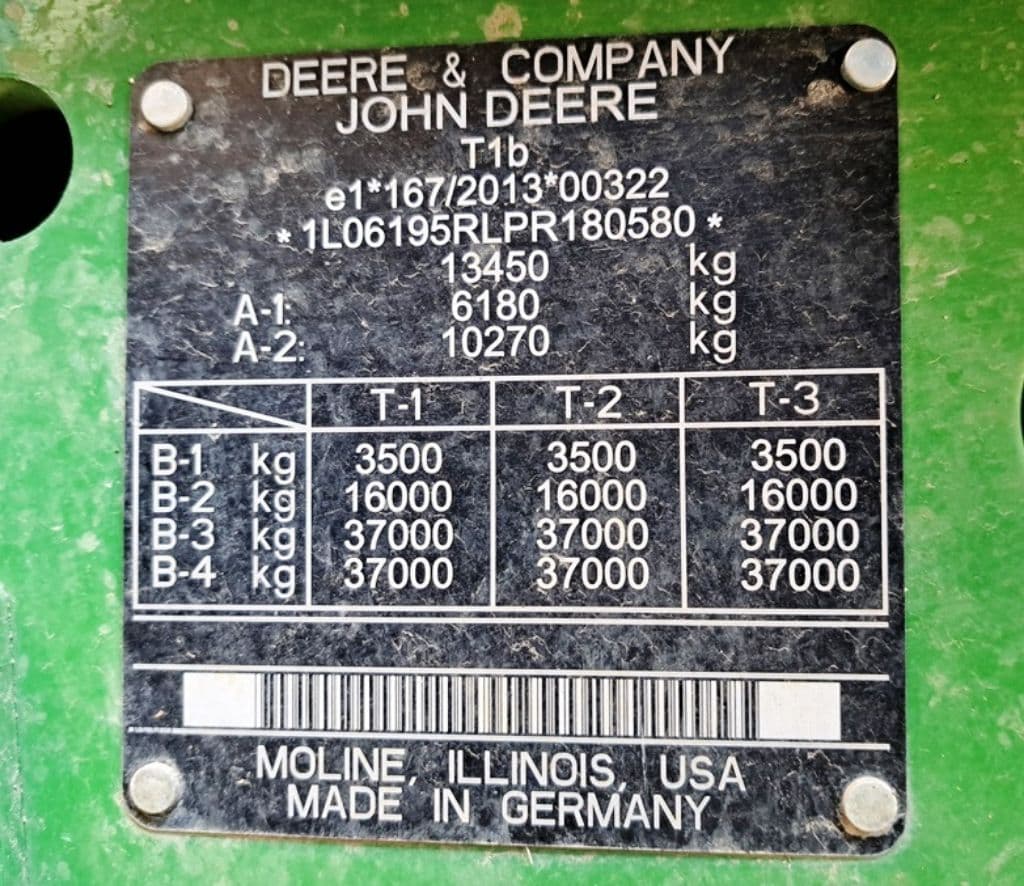 DEERE & COMPANY
JOHN DEERE
T1b
e1*167/2013*00322
* 1L06195RLPR180580 *
13450 kg
A-1: 6180 kg
A-2: 10270 kg
T-1 T-2 T-3
B-1 kg 3500 3500 3500
B-2 kg 16000 16000 16000
B-3 kg 37000 37000 37000
B-4 kg 37000 37000 37000
MOLINE, ILLINOIS, USA
MADE IN GERMANY